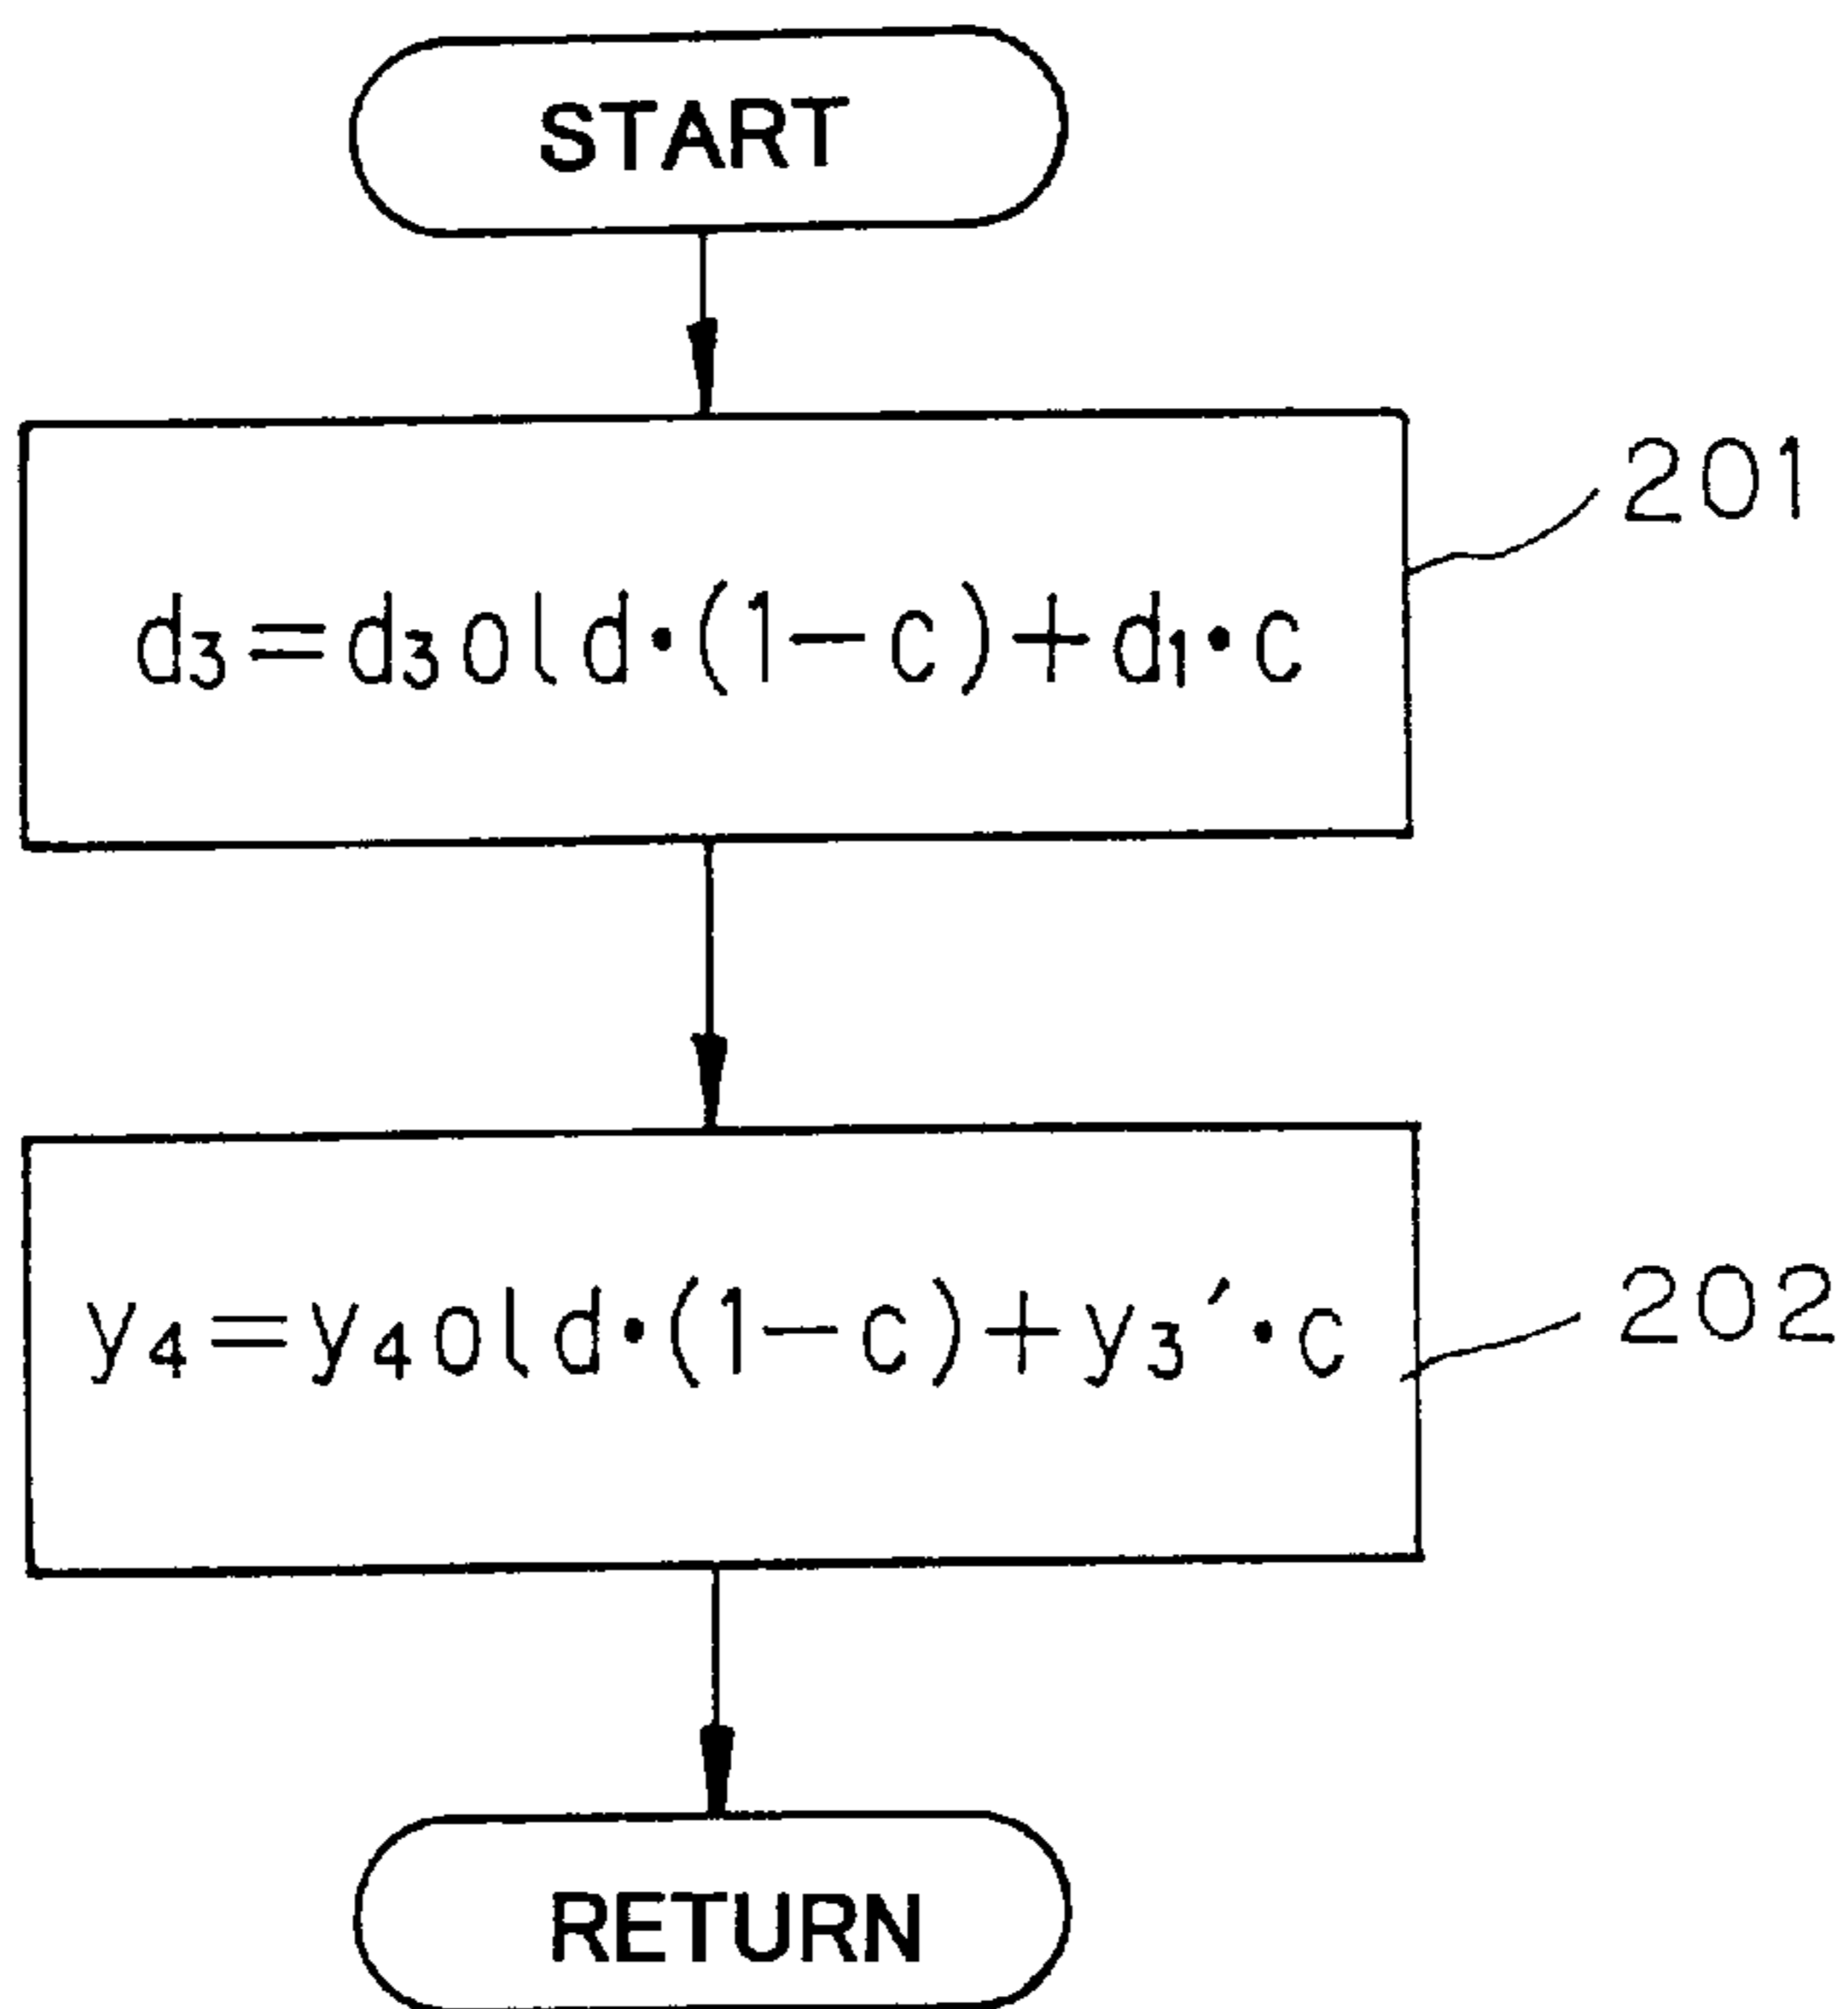 START
201
d₃=d₃old·(1-c)+d₁·c
y₄=y₄old·(1-c)+y₃′·c
202
RETURN